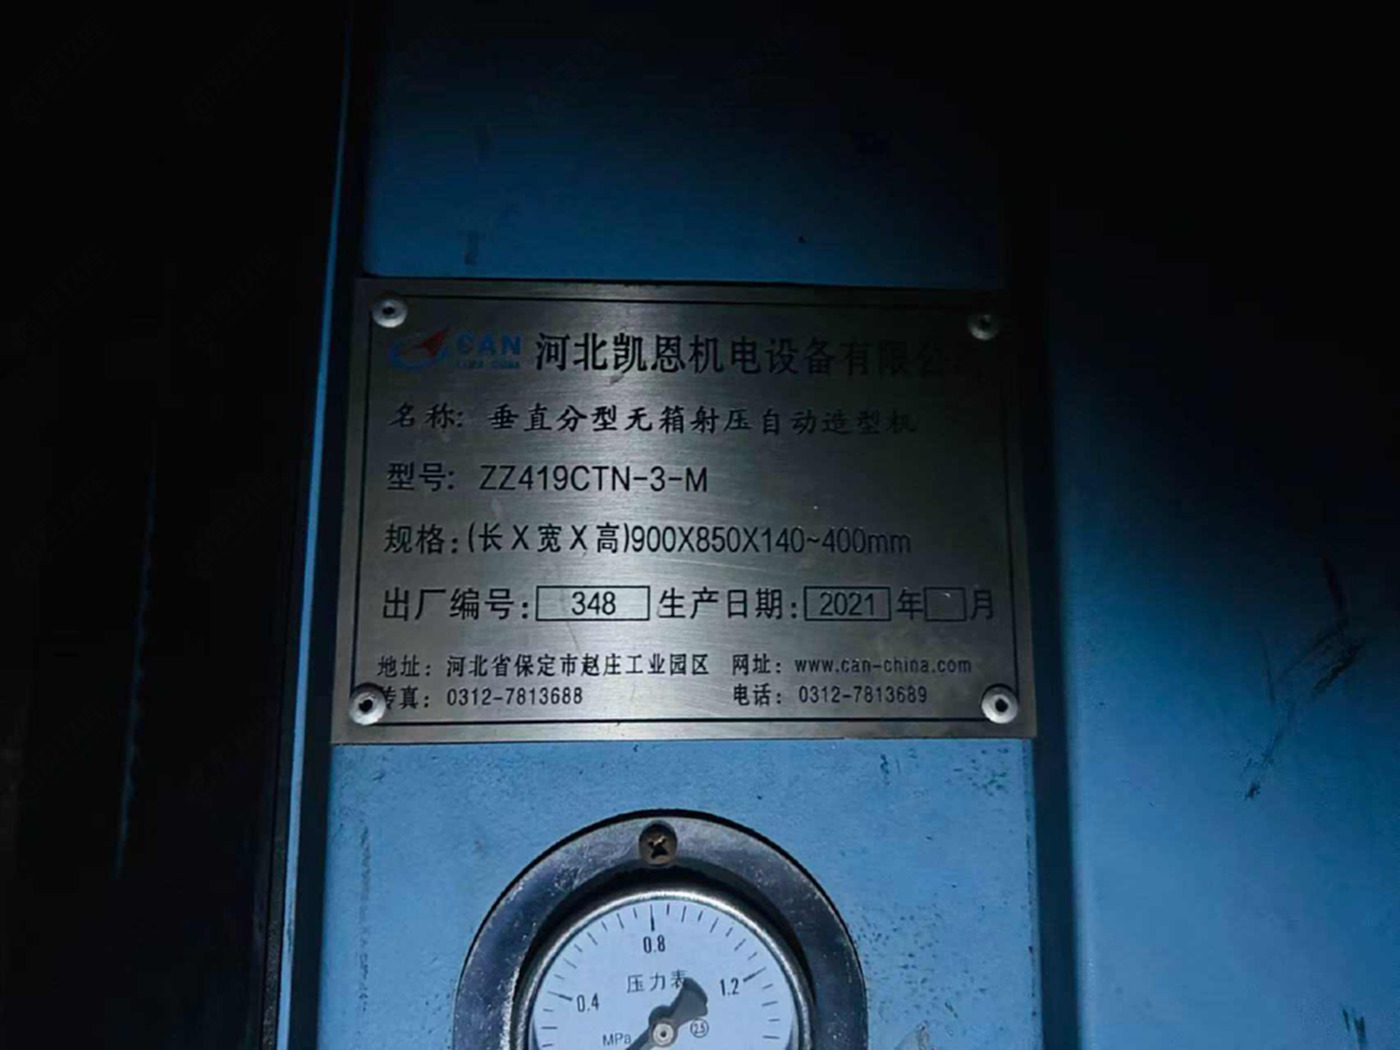 CAN 河北凯恩机电设备有限公
名称: 垂直分型无箱射压自动造型机
型号: ZZ419CTN-3-M
规格:(长X宽X高)900X850X140~400mm
出厂编号: 348 生产日期: 2021 年 月
地址: 河北省保定市赵庄工业园区 网址: www.can-china.com
传真: 0312-7813688 电话: 0312-7813689
0.8
压力表
0.4 1.2
MPa 2.5